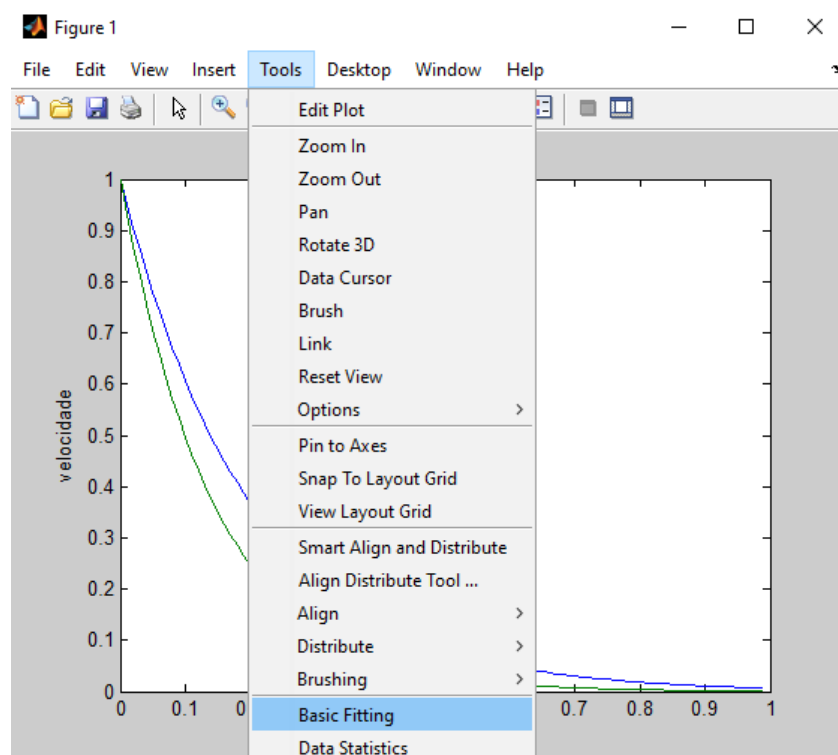 Figure 1
File Edit View Insert Tools Desktop Window Help
Edit Plot
Zoom In
Zoom Out
Pan
Rotate 3D
Data Cursor
Brush
Link
Reset View
Options
Pin to Axes
Snap To Layout Grid
View Layout Grid
Smart Align and Distribute
Align Distribute Tool ...
Align
Distribute
Brushing
Basic Fitting
Data Statistics
velocidade
1
0.9
0.8
0.7
0.6
0.5
0.4
0.3
0.2
0.1
0
0 0.1 0 0.7 0.8 0.9 1